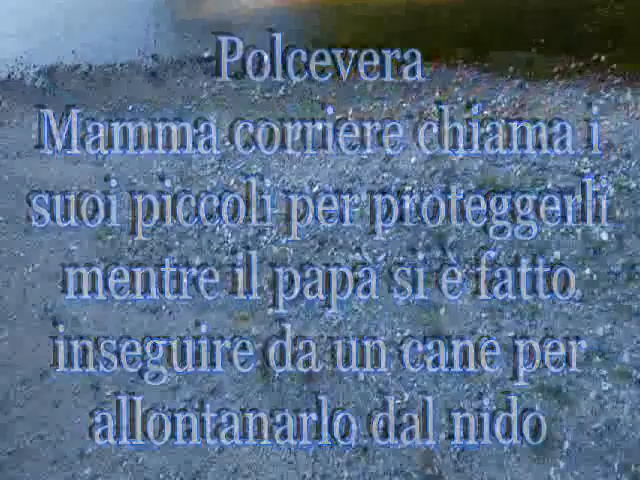 Polcevera
Mamma corriere chiama i
suoi piccoli per proteggerli
mentre il papà si è fatto
inseguire da un cane per
allontanarlo dal nido